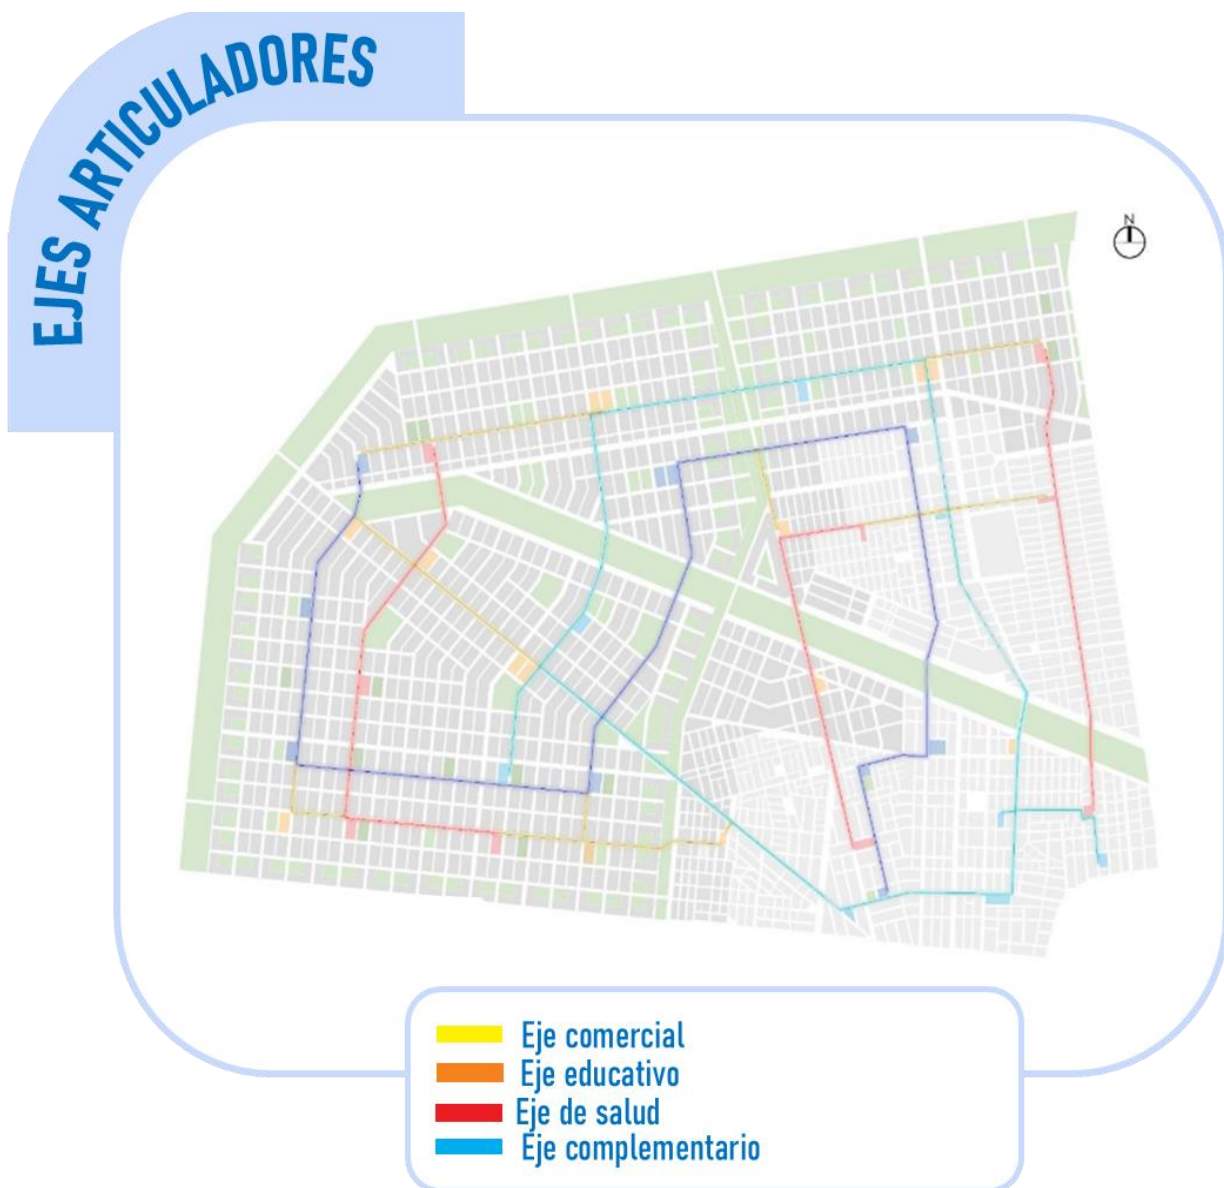 EJES ARTICULADORES
N
Eje comercial
Eje educativo
Eje de salud
Eje complementario